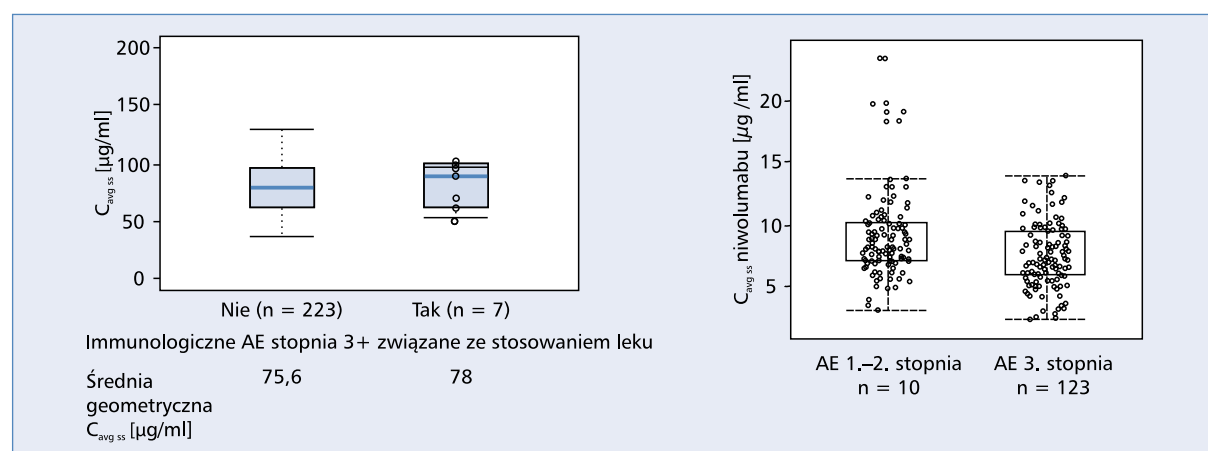 200
150
100
50
0
C avg ss [µg/ml]
Nie (n = 223)
Tak (n = 7)
Immunologiczne AE stopnia 3+ związane ze stosowaniem leku
Średnia
geometryczna
C avg ss [µg/ml]
75,6
78
20
15
10
5
C avg ss niwolumabu [µg /ml]
AE 1.–2. stopnia
n = 10
AE 3. stopnia
n = 123